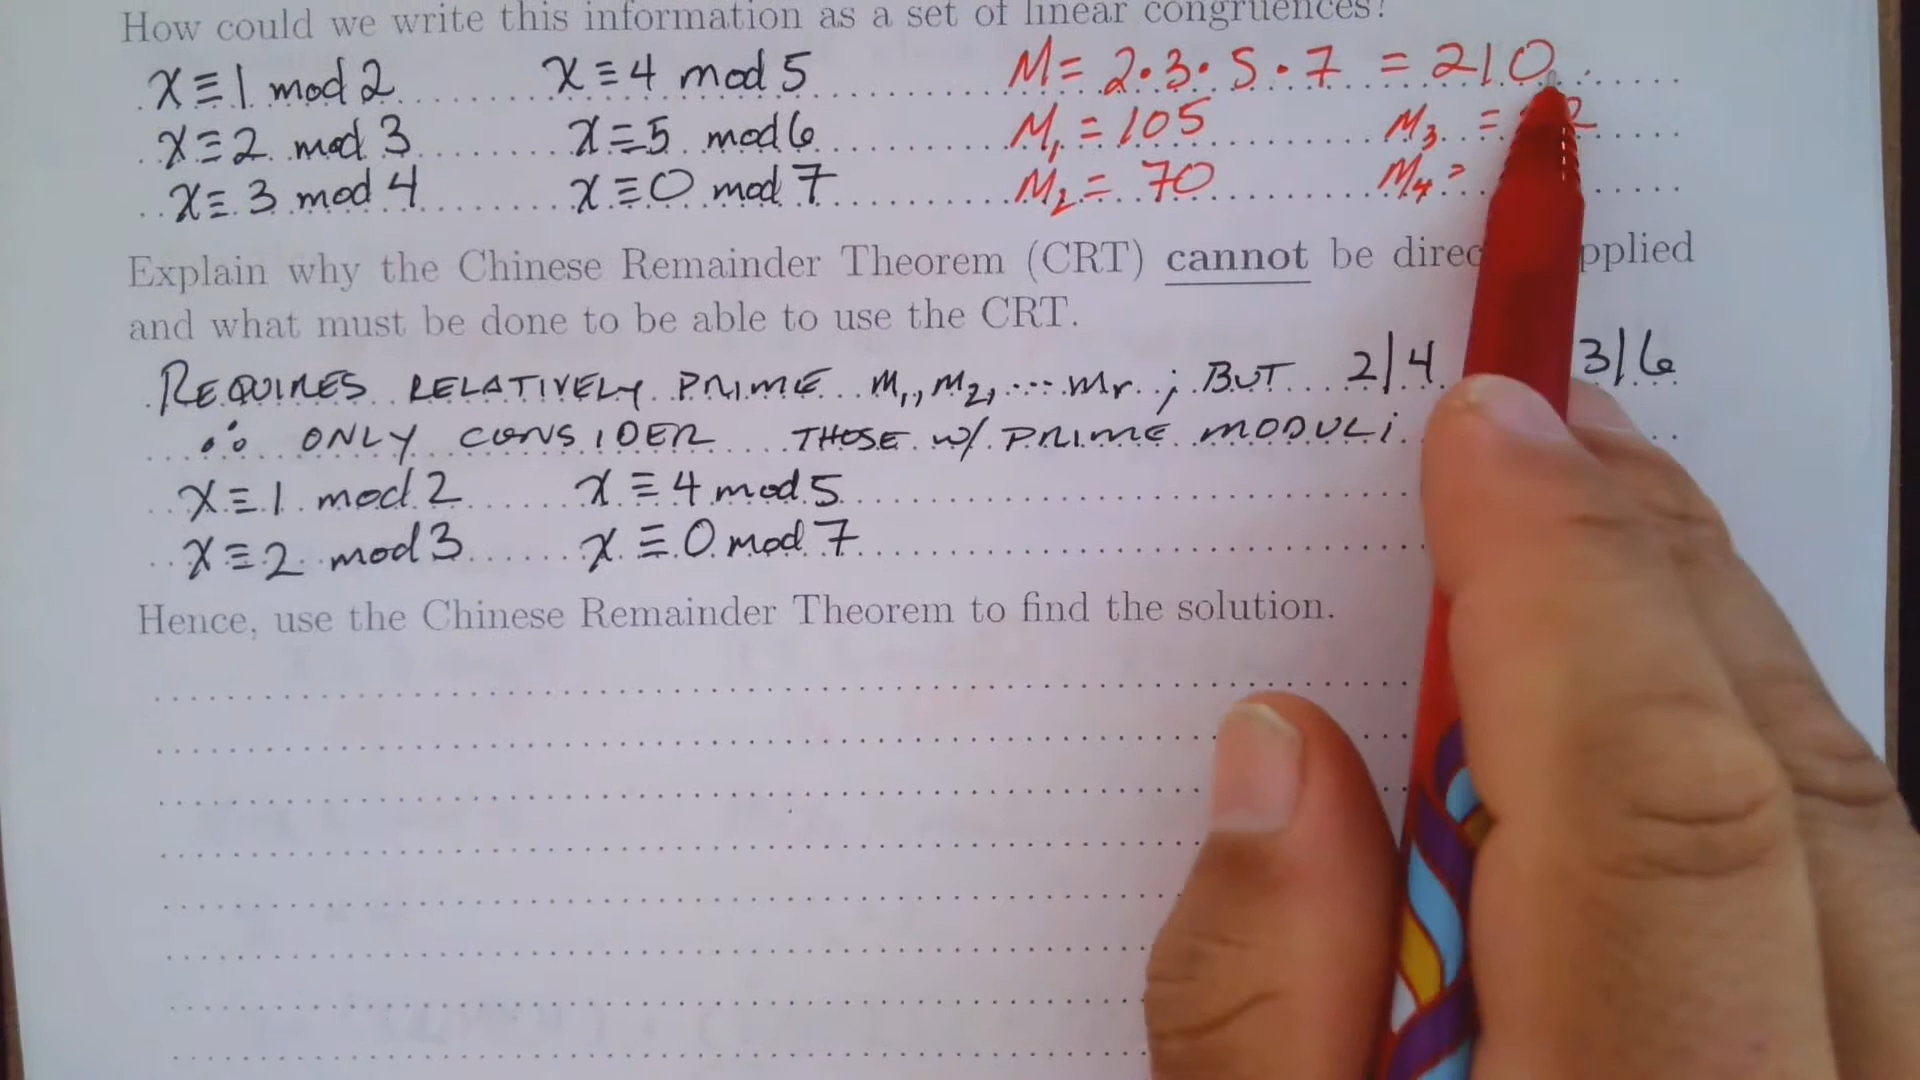 How could we write this information as a set of linear congruences?
x ≡ 1 mod 2 x ≡ 4 mod 5 M = 2·3·5·7 = 210
x ≡ 2 mod 3 x ≡ 5 mod 6 M₁ = 105 M₃ =
x ≡ 3 mod 4 x ≡ 0 mod 7 M₂ = 70 M₄ =
Explain why the Chinese Remainder Theorem (CRT) cannot be
and what must be done to be able to use the CRT.
REQUIRES RELATIVELY PRIME m₁, m₂, ... mr ; BUT 2|4 3|6
∴ ONLY CONSIDER THOSE w/ PRIME MODULI
x ≡ 1 mod 2 x ≡ 4 mod 5
x ≡ 2 mod 3 x ≡ 0 mod 7
Hence, use the Chinese Remainder Theorem to find the solution.